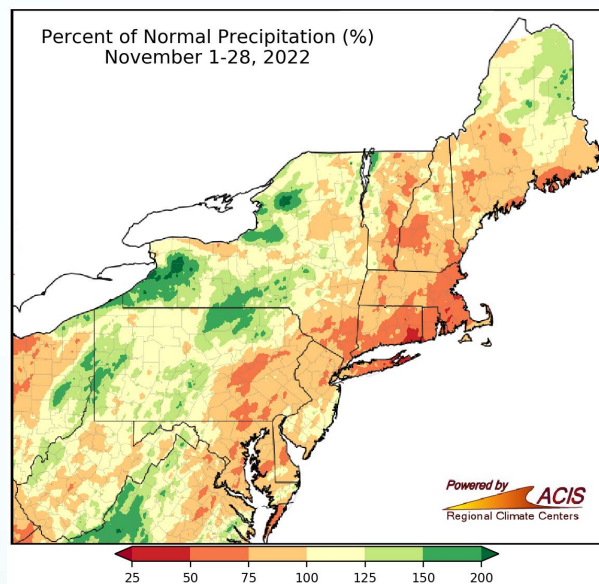 Percent of Normal Precipitation (%)
November 1-28, 2022
Powered by
ACIS
Regional Climate Centers
25 50 75 100 125 150 200